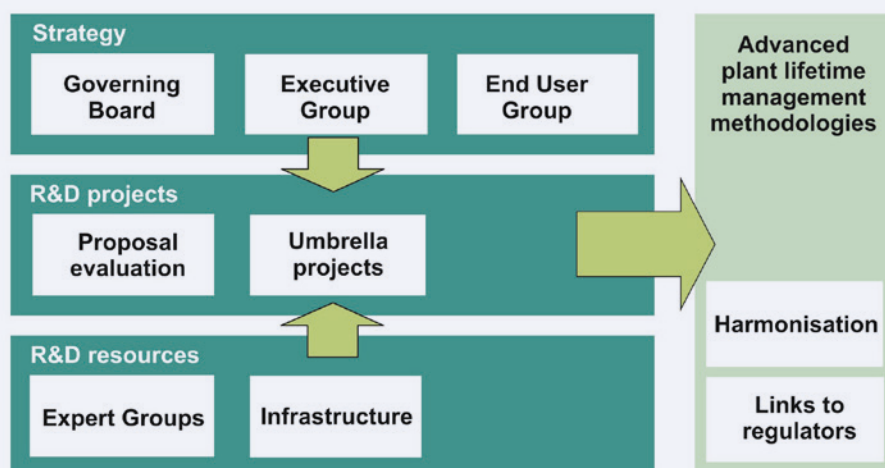 Strategy
Governing
Board
Executive
Group
End User
Group
R&D projects
Proposal
evaluation
Umbrella
projects
R&D resources
Expert Groups
Infrastructure
Advanced
plant lifetime
management
methodologies
Harmonisation
Links to
regulators